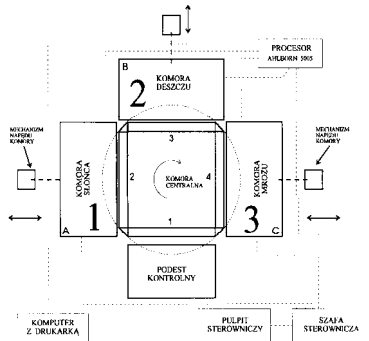 PROCESOR
AHLBORN 5005
B
KOMORA
DESZCZU
2
MECHANIZM
NAPĘDU
KOMORY
MECHANIZM
NAPĘDU
KOMORY
KOMORA
SŁOŃCA
1
A
3
2
4
1
KOMORA
CENTRALNA
KOMORA
MROZU
3
C
PODEST
KONTROLNY
KOMPUTER
Z DRUKARKĄ
PULPIT
STEROWNICZY
SZAFA
STEROWNICZA